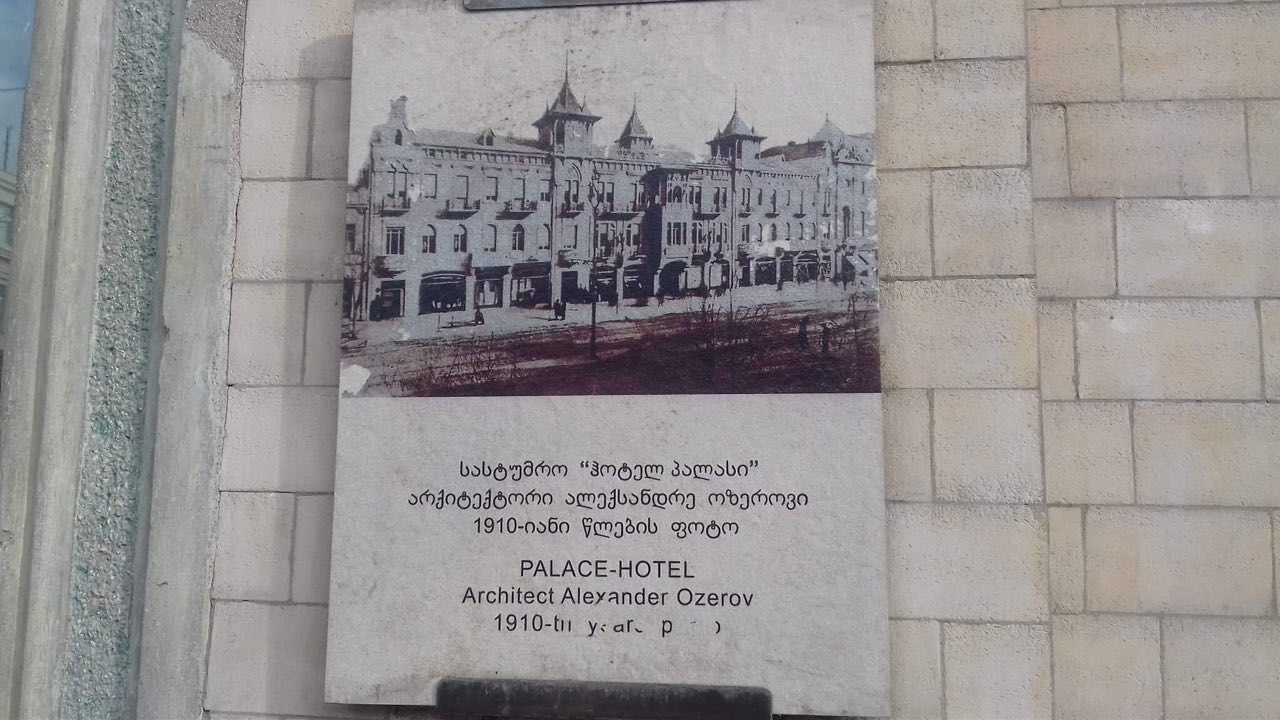 სასტუმრო “ჰოტელ პალასი”
არქიტექტორი ალექსანდრე ოზეროვი
1910-იანი წლების ფოტო
PALACE-HOTEL
Architect Alexander Ozerov